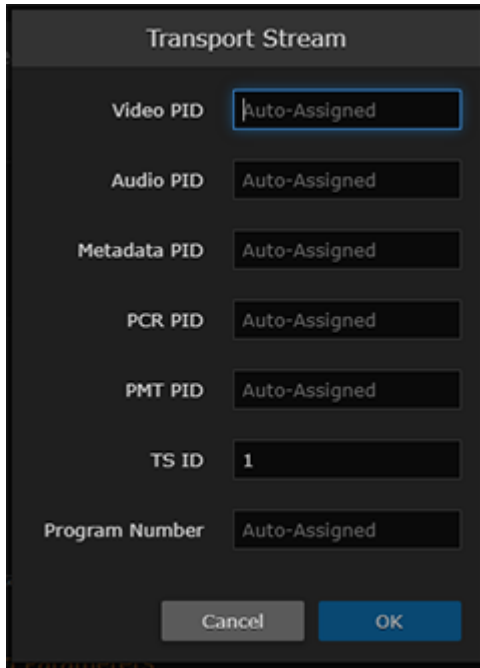 Transport Stream
Video PID Auto-Assigned
Audio PID Auto-Assigned
Metadata PID Auto-Assigned
PCR PID Auto-Assigned
PMT PID Auto-Assigned
TS ID 1
Program Number Auto-Assigned
Cancel OK